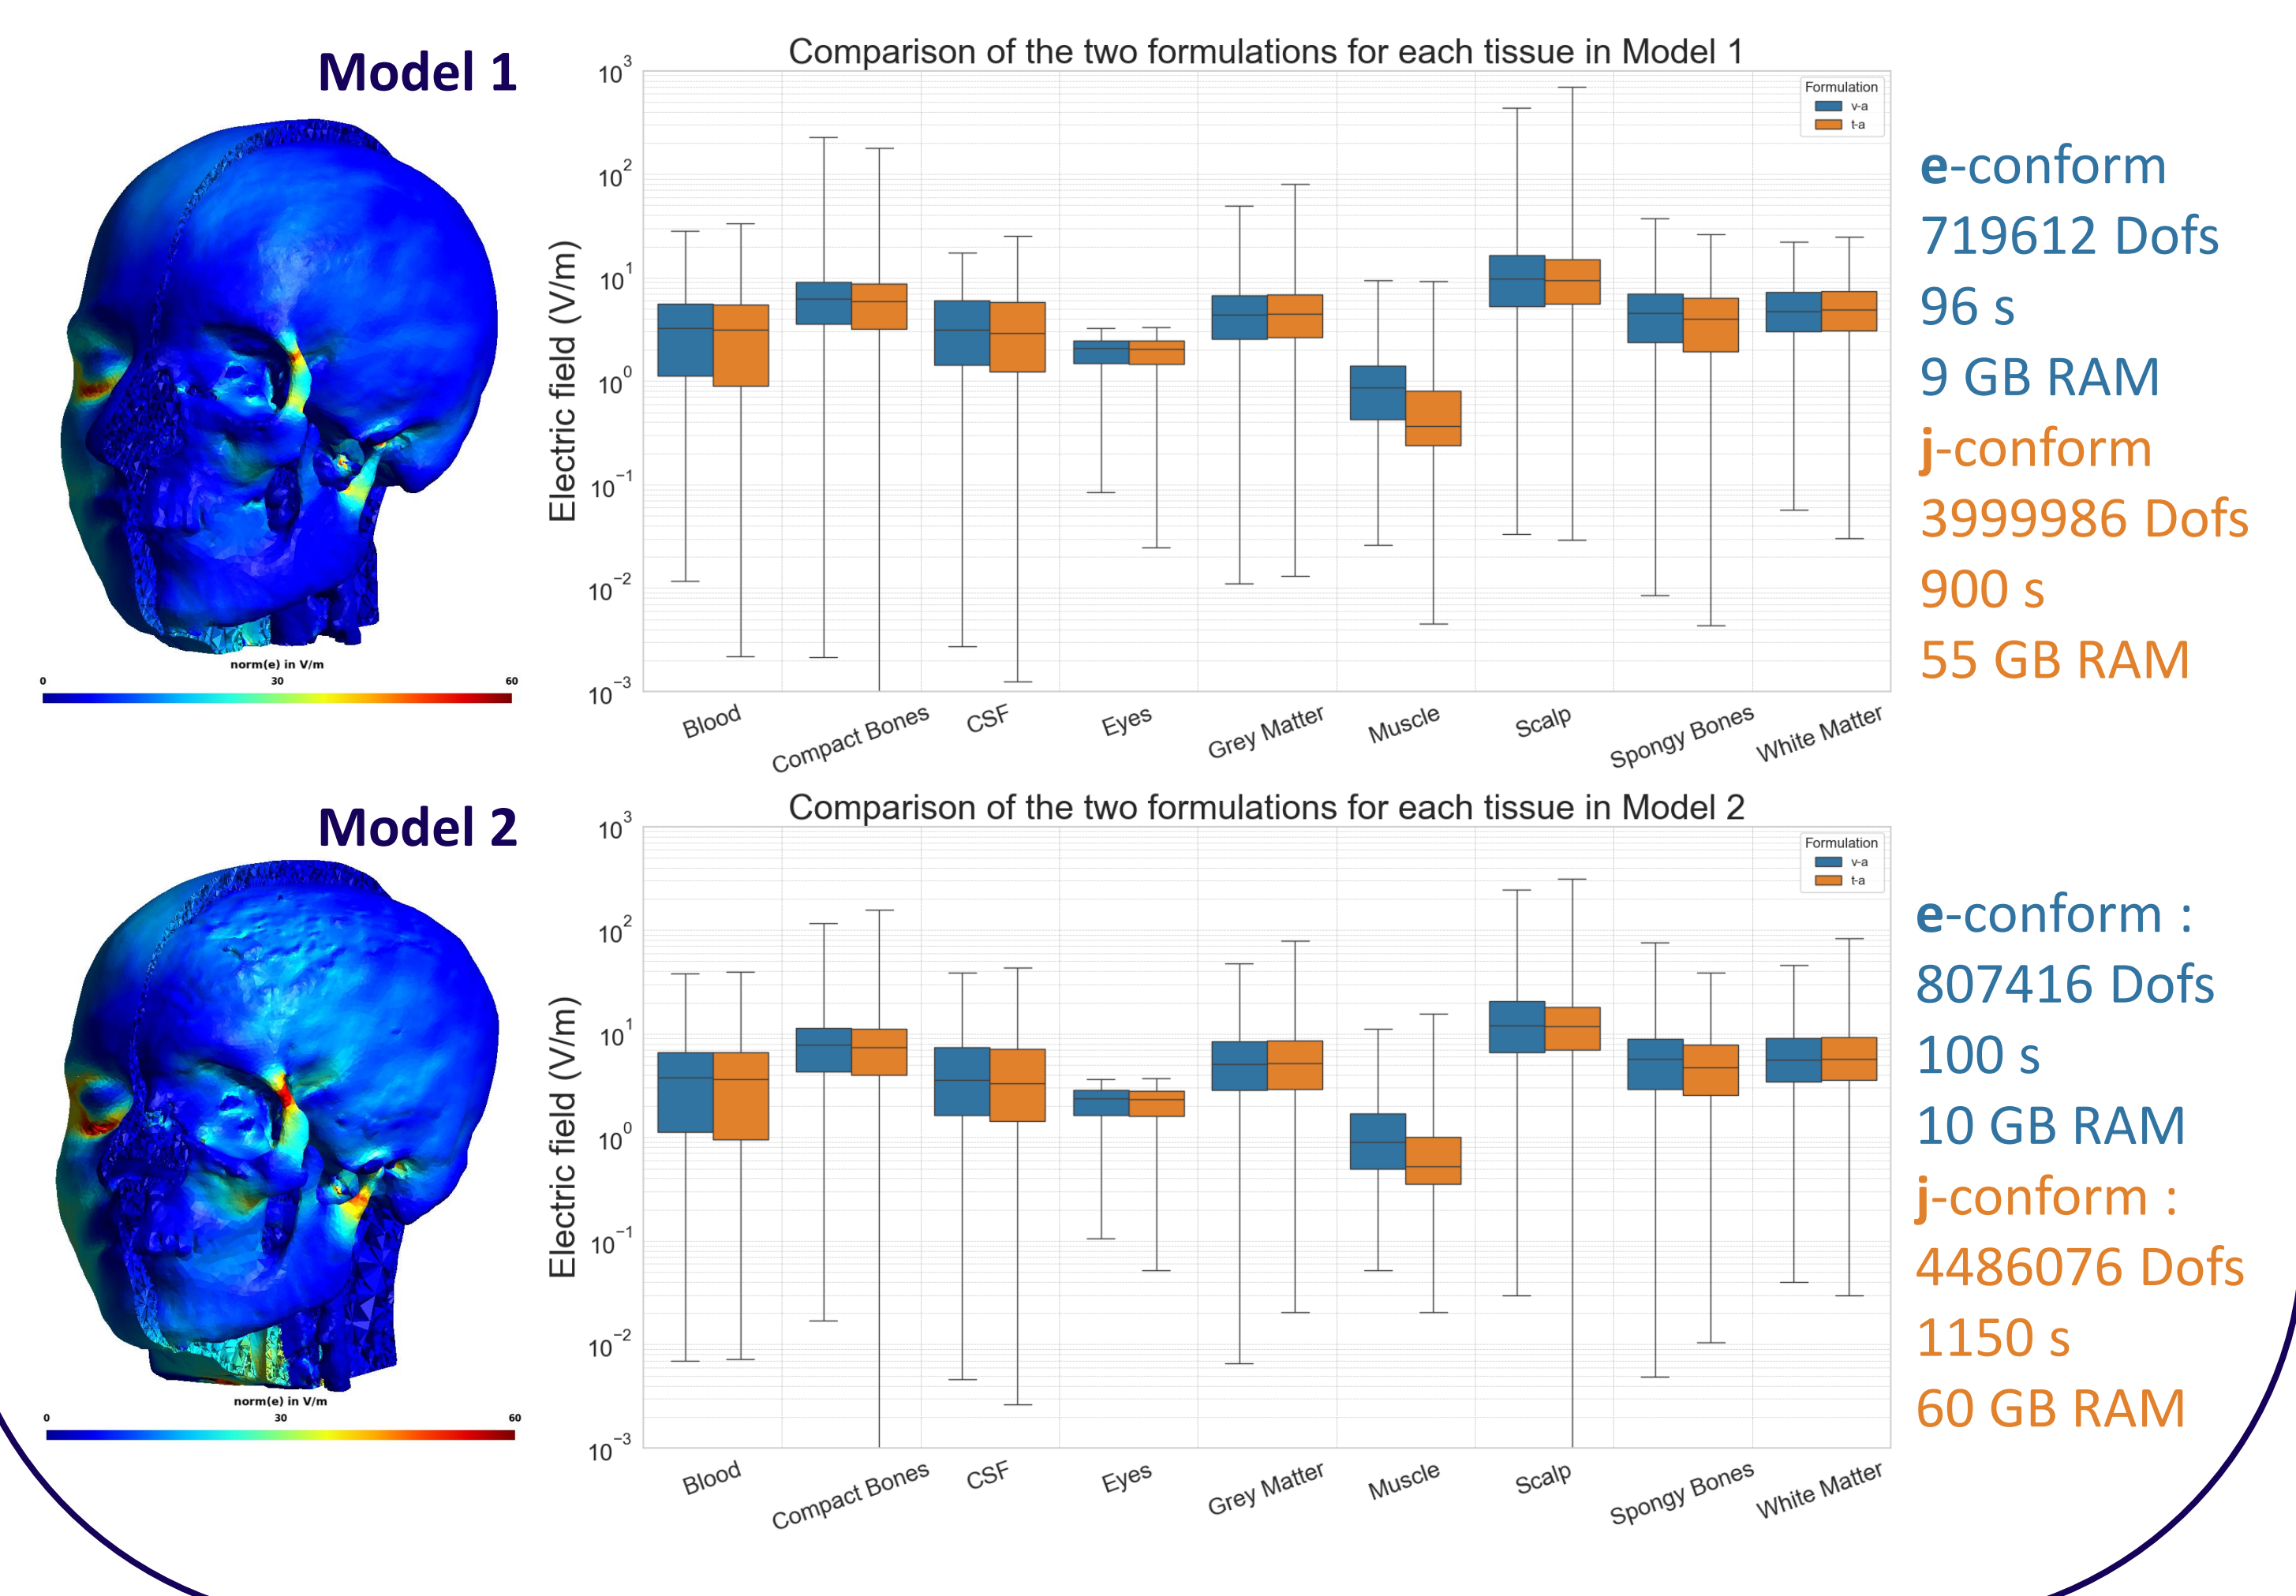 Model 1
norm(e) in V/m
0 30 60
Comparison of the two formulations for each tissue in Model 1
Formulation
v-a
t-a
Electric field (V/m)
10^3
10^2
10^1
10^0
10^−1
10^−2
10^−3
Blood
Compact Bones
CSF
Eyes
Grey Matter
Muscle
Scalp
Spongy Bones
White Matter
e-conform
719612 Dofs
96 s
9 GB RAM
j-conform
3999986 Dofs
900 s
55 GB RAM
Model 2
norm(e) in V/m
0 30 60
Comparison of the two formulations for each tissue in Model 2
Formulation
v-a
t-a
Electric field (V/m)
10^3
10^2
10^1
10^0
10^−1
10^−2
10^−3
Blood
Compact Bones
CSF
Eyes
Grey Matter
Muscle
Scalp
Spongy Bones
White Matter
e-conform :
807416 Dofs
100 s
10 GB RAM
j-conform :
4486076 Dofs
1150 s
60 GB RAM